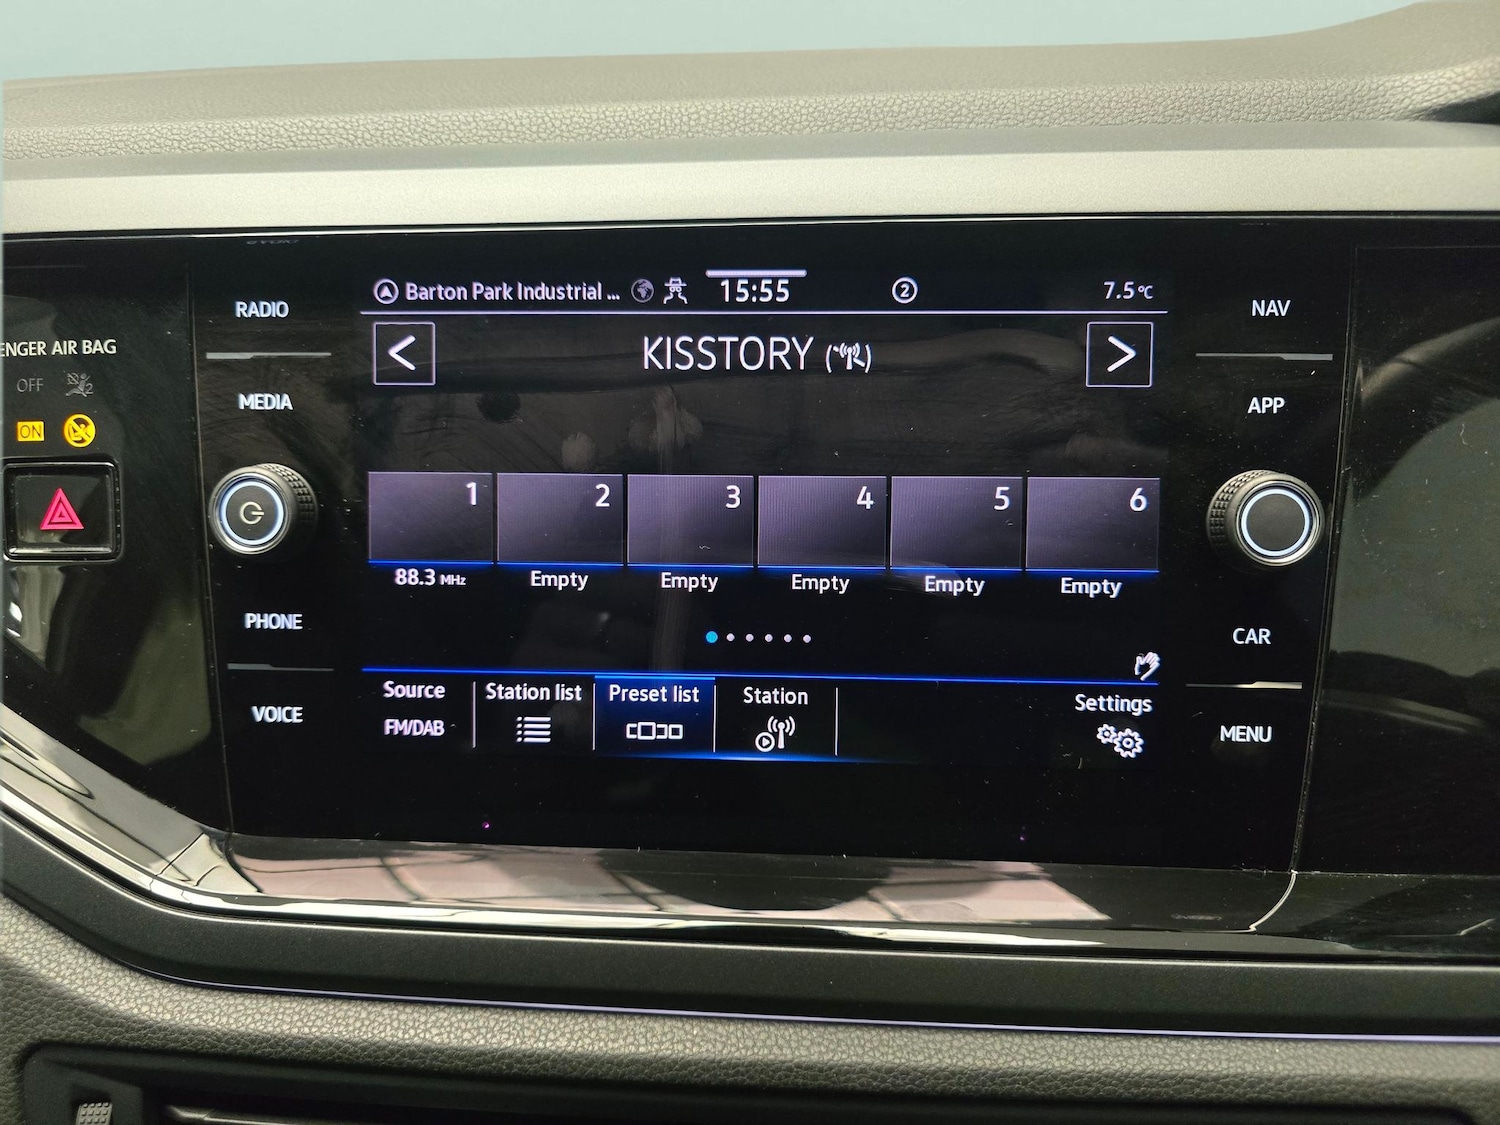 Barton Park Industrial ... 15:55 2 7.5°C
RADIO
NAV
< KISSTORY >
ENGER AIR BAG
OFF 2
MEDIA
APP
ON
1 2 3 4 5 6
88.3 MHz Empty Empty Empty Empty Empty
PHONE
CAR
Source Station list Preset list Station Settings
FM/DAB
VOICE
MENU